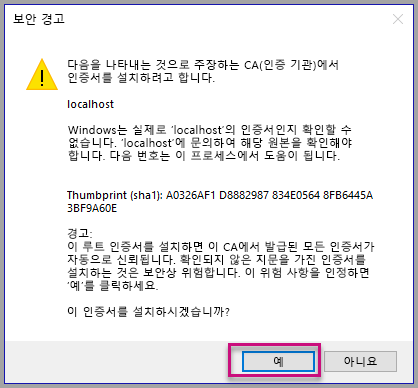 보안 경고
다음을 나타내는 것으로 주장하는 CA(인증 기관)에서
인증서를 설치하려고 합니다.
localhost
Windows는 실제로 'localhost'의 인증서인지 확인할 수
없습니다. 'localhost'에 문의하여 해당 원본을 확인해야
합니다. 다음 번호는 이 프로세스에서 도움이 됩니다.
Thumbprint (sha1): A0326AF1 D8882987 834E0564 8FB6445A
3BF9A60E
경고:
이 루트 인증서를 설치하면 이 CA에서 발급된 모든 인증서가
자동으로 신뢰됩니다. 확인되지 않은 지문을 가진 인증서를
설치하는 것은 보안상 위험합니다. 이 위험 사항을 인정하면
'예'를 클릭하세요.
이 인증서를 설치하시겠습니까?
예
아니요